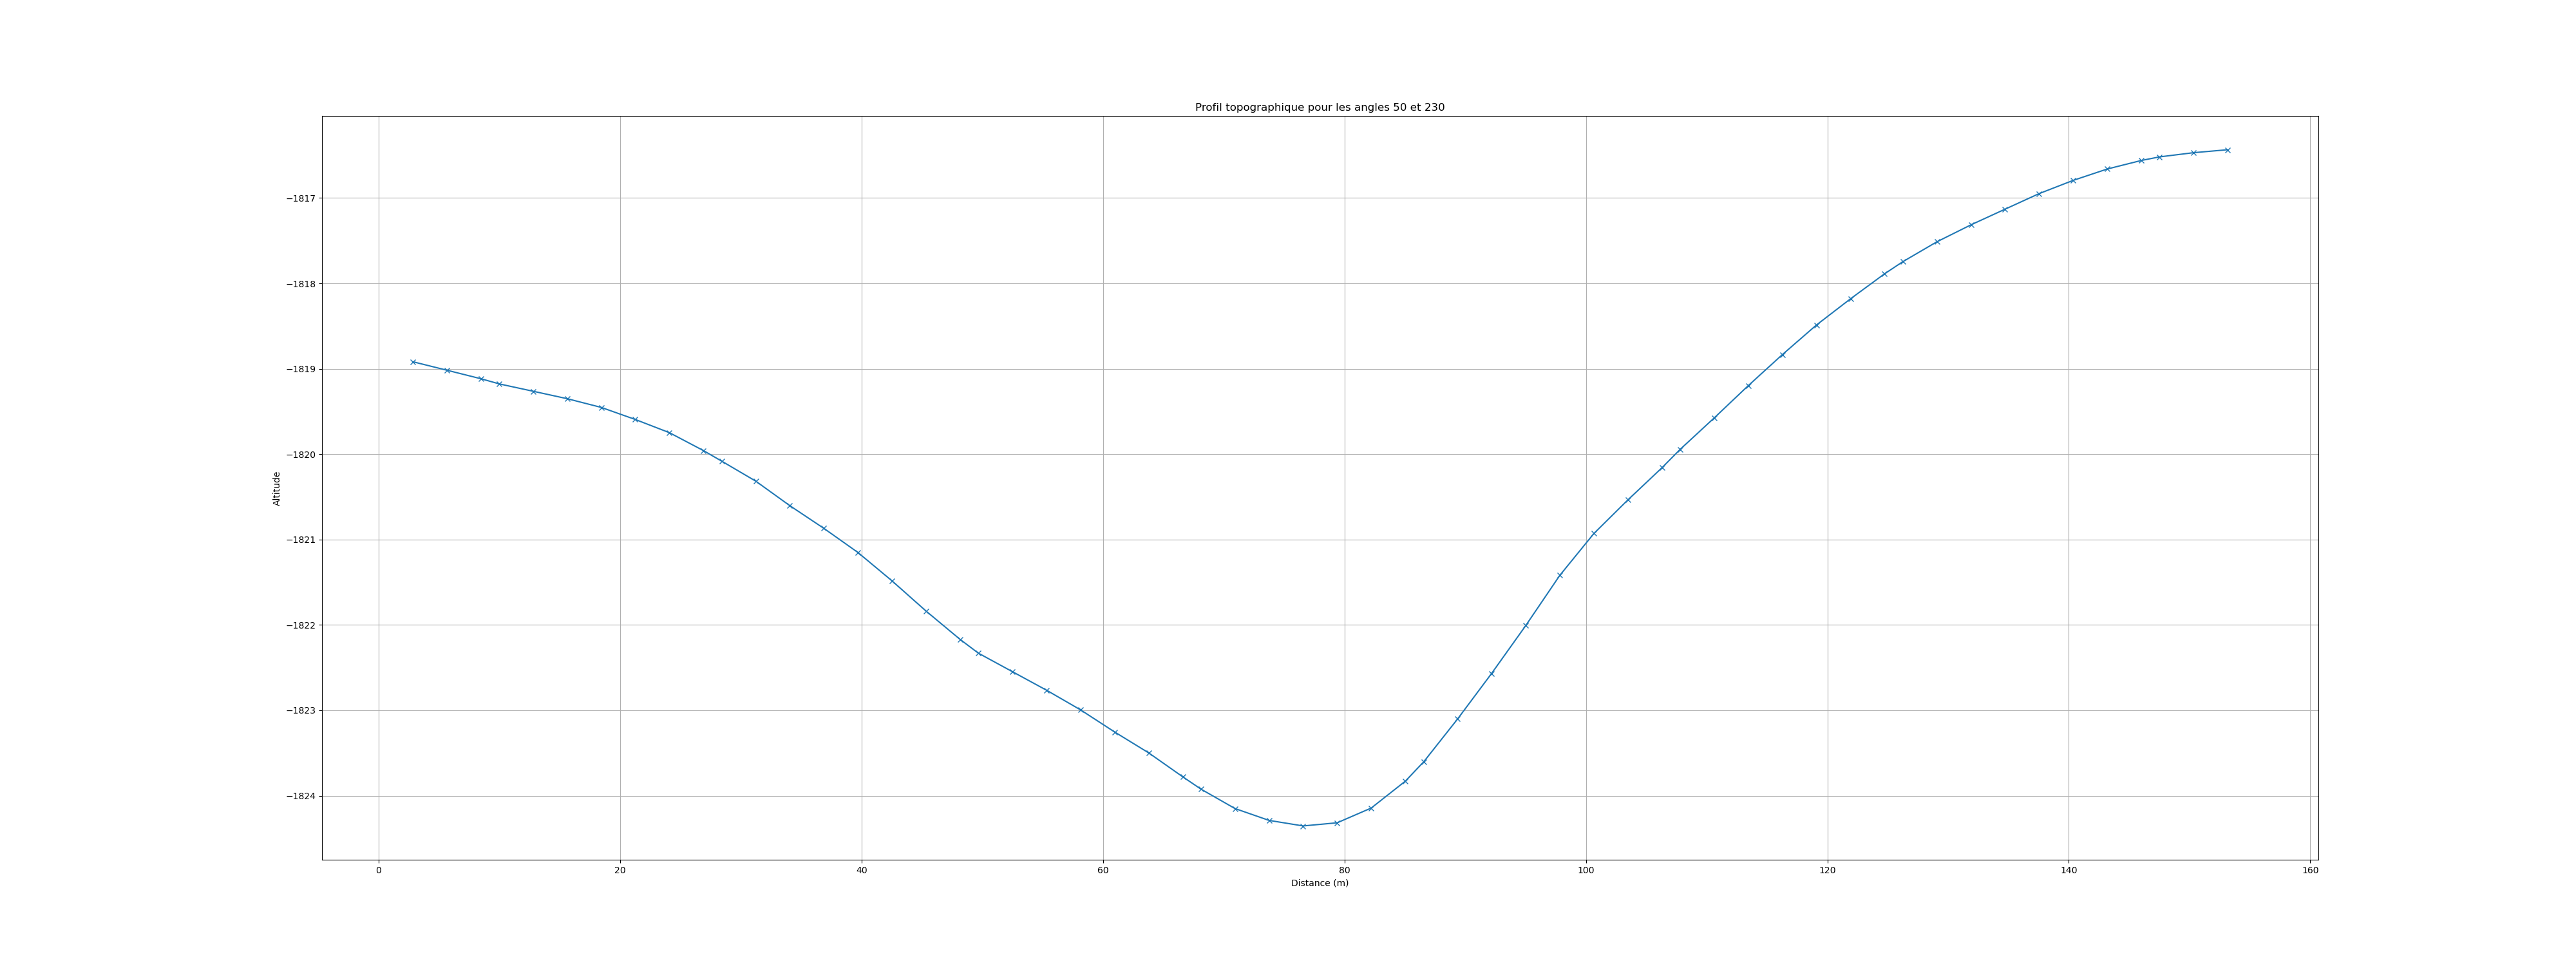 Profil topographique pour les angles 50 et 230
−1817
−1818
−1819
−1820
−1821
−1822
−1823
−1824
Altitude
0 20 40 60 80 100 120 140 160
Distance (m)